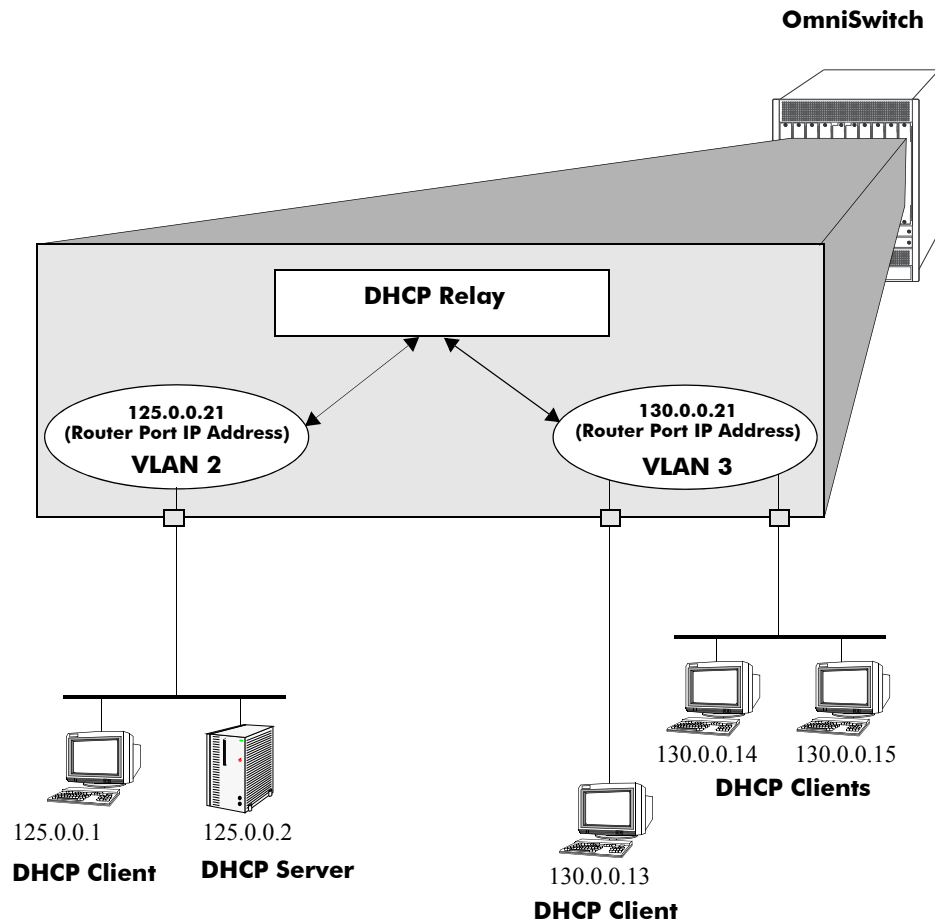 OmniSwitch
DHCP Relay
125.0.0.21
(Router Port IP Address)
VLAN 2
130.0.0.21
(Router Port IP Address)
VLAN 3
130.0.0.14
130.0.0.15
DHCP Clients
125.0.0.1
DHCP Client
125.0.0.2
DHCP Server
130.0.0.13
DHCP Client